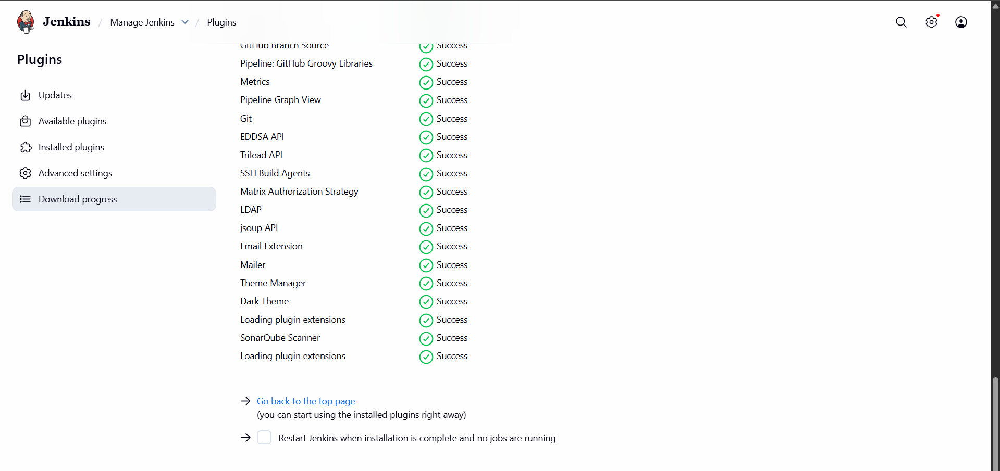 Jenkins / Manage Jenkins / Plugins
Plugins
Updates
Available plugins
Installed plugins
Advanced settings
Download progress
GitHub Branch Source Success
Pipeline: GitHub Groovy Libraries Success
Metrics Success
Pipeline Graph View Success
Git Success
EDDSA API Success
Trilead API Success
SSH Build Agents Success
Matrix Authorization Strategy Success
LDAP Success
jsoup API Success
Email Extension Success
Mailer Success
Theme Manager Success
Dark Theme Success
Loading plugin extensions Success
SonarQube Scanner Success
Loading plugin extensions Success
Go back to the top page
(you can start using the installed plugins right away)
Restart Jenkins when installation is complete and no jobs are running